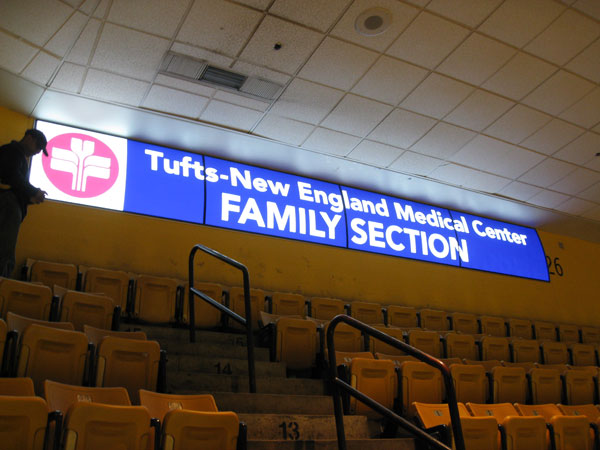 Tufts-New England Medical Center
FAMILY SECTION
26
14
13